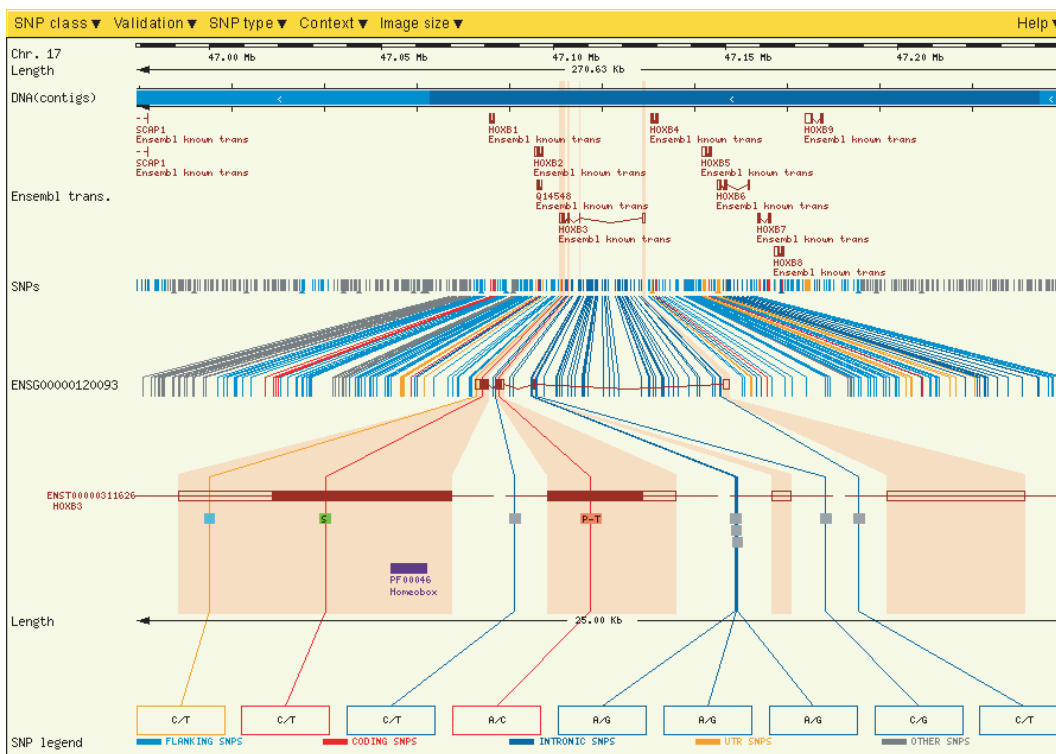 SNP class ▼ Validation ▼ SNP type ▼ Context ▼ Image size ▼ Help ▼
Chr. 17
47.00 Mb 47.05 Mb 47.10 Mb 47.15 Mb 47.20 Mb
Length
270.63 Kb
DNA(contigs)
< < <
SCAP1 HOXB1 HOXB4 HOXB9
Ensembl known trans Ensembl known trans Ensembl known trans Ensembl known trans
SCAP1 HOXB2 HOXB5
Ensembl known trans Ensembl known trans Ensembl known trans
Ensembl trans.
Q14548 HOXB6
Ensembl known trans Ensembl known trans
HOXB3 HOXB7
Ensembl known trans Ensembl known trans
HOXB8
Ensembl known trans
SNPs
ENSG00000120093
ENST00000311626
HOXB3
S P-T
PF00046
Homeobox
Length
25.00 Kb
C/T C/T C/T A/C A/G A/G A/G C/G C/T
SNP legend
FLANKING SNPS CODING SNPS INTRONIC SNPS UTR SNPS OTHER SNPS